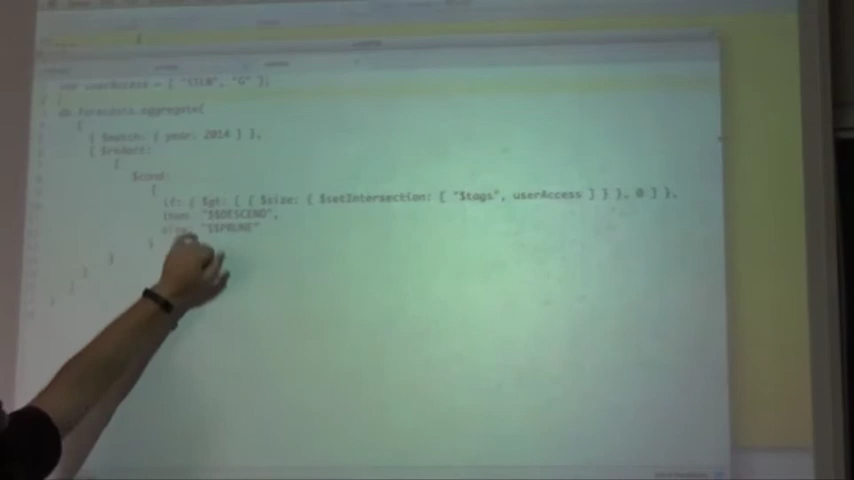 var userAccess = [ "STLW", "G" ];
db.forecasts.aggregate(
[
{ $match: { year: 2014 } },
{ $redact:
{
$cond:
{
if: { $gt: [ { $size: { $setIntersection: [ "$tags", userAccess ] } }, 0 ] },
then: "$$DESCEND",
else: "$$PRUNE"
}
}
}
]
)